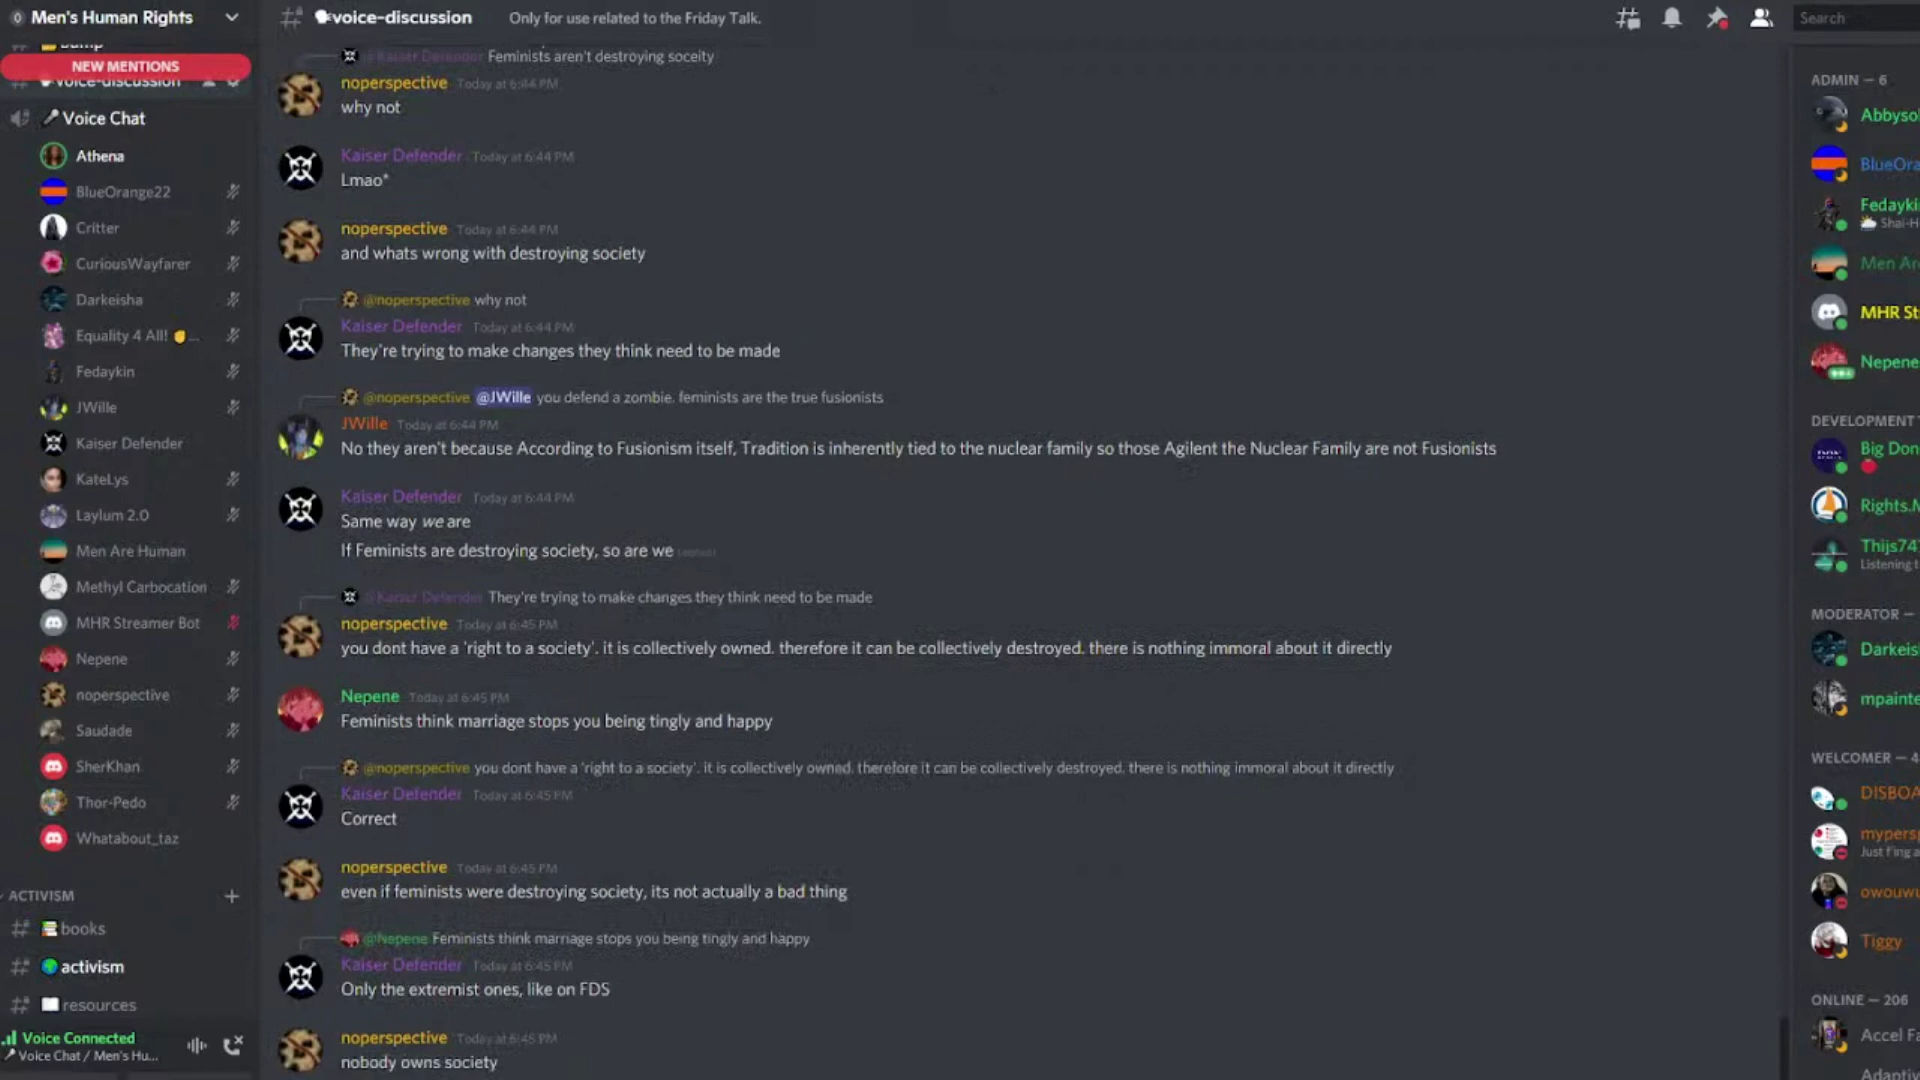 Men's Human Rights
NEW MENTIONS
voice-discussion
Voice Chat
Athena
BlueOrange22
Critter
CuriousWayfarer
Darkeisha
Equality 4 All! ...
Fedaykin
JWille
Kaiser Defender
KateLys
Laylum 2.0
Men Are Human
Methyl Carbocation
MHR Streamer Bot
Nepene
noperspective
Saudade
SherKhan
Thor-Pedo
Whatabout_taz
ACTIVISM
books
activism
resources
Voice Connected
Voice Chat / Men's Hu...
voice-discussion Only for use related to the Friday Talk.
Search
@Kaiser Defender Feminists aren't destroying soceity
noperspective Today at 6:44 PM
why not
Kaiser Defender Today at 6:44 PM
Lmao*
noperspective Today at 6:44 PM
and whats wrong with destroying society
@noperspective why not
Kaiser Defender Today at 6:44 PM
They're trying to make changes they think need to be made
@noperspective @JWille you defend a zombie. feminists are the true fusionists
JWille Today at 6:44 PM
No they aren't because According to Fusionism itself, Tradition is inherently tied to the nuclear family so those Agilent the Nuclear Family are not Fusionists
Kaiser Defender Today at 6:44 PM
Same way we are
If Feminists are destroying society, so are we (edited)
@Kaiser Defender They're trying to make changes they think need to be made
noperspective Today at 6:45 PM
you dont have a 'right to a society'. it is collectively owned. therefore it can be collectively destroyed. there is nothing immoral about it directly
Nepene Today at 6:45 PM
Feminists think marriage stops you being tingly and happy
@noperspective you dont have a 'right to a society'. it is collectively owned. therefore it can be collectively destroyed. there is nothing immoral about it directly
Kaiser Defender Today at 6:45 PM
Correct
noperspective Today at 6:45 PM
even if feminists were destroying society, its not actually a bad thing
@Nepene Feminists think marriage stops you being tingly and happy
Kaiser Defender Today at 6:45 PM
Only the extremist ones, like on FDS
noperspective Today at 6:45 PM
nobody owns society
ADMIN — 6
Abbyso
BlueOra
Fedayki
Shai-H
Men Are
MHR St
Nepene
DEVELOPMENT T
Big Don
Rights.M
Thijs74
Listening t
MODERATOR —
Darkeis
mpainte
WELCOMER — 4
DISBOA
mypersp
Just f'ing a
owouwu
Tiggy
ONLINE — 206
Accel Fa
Adaptiv